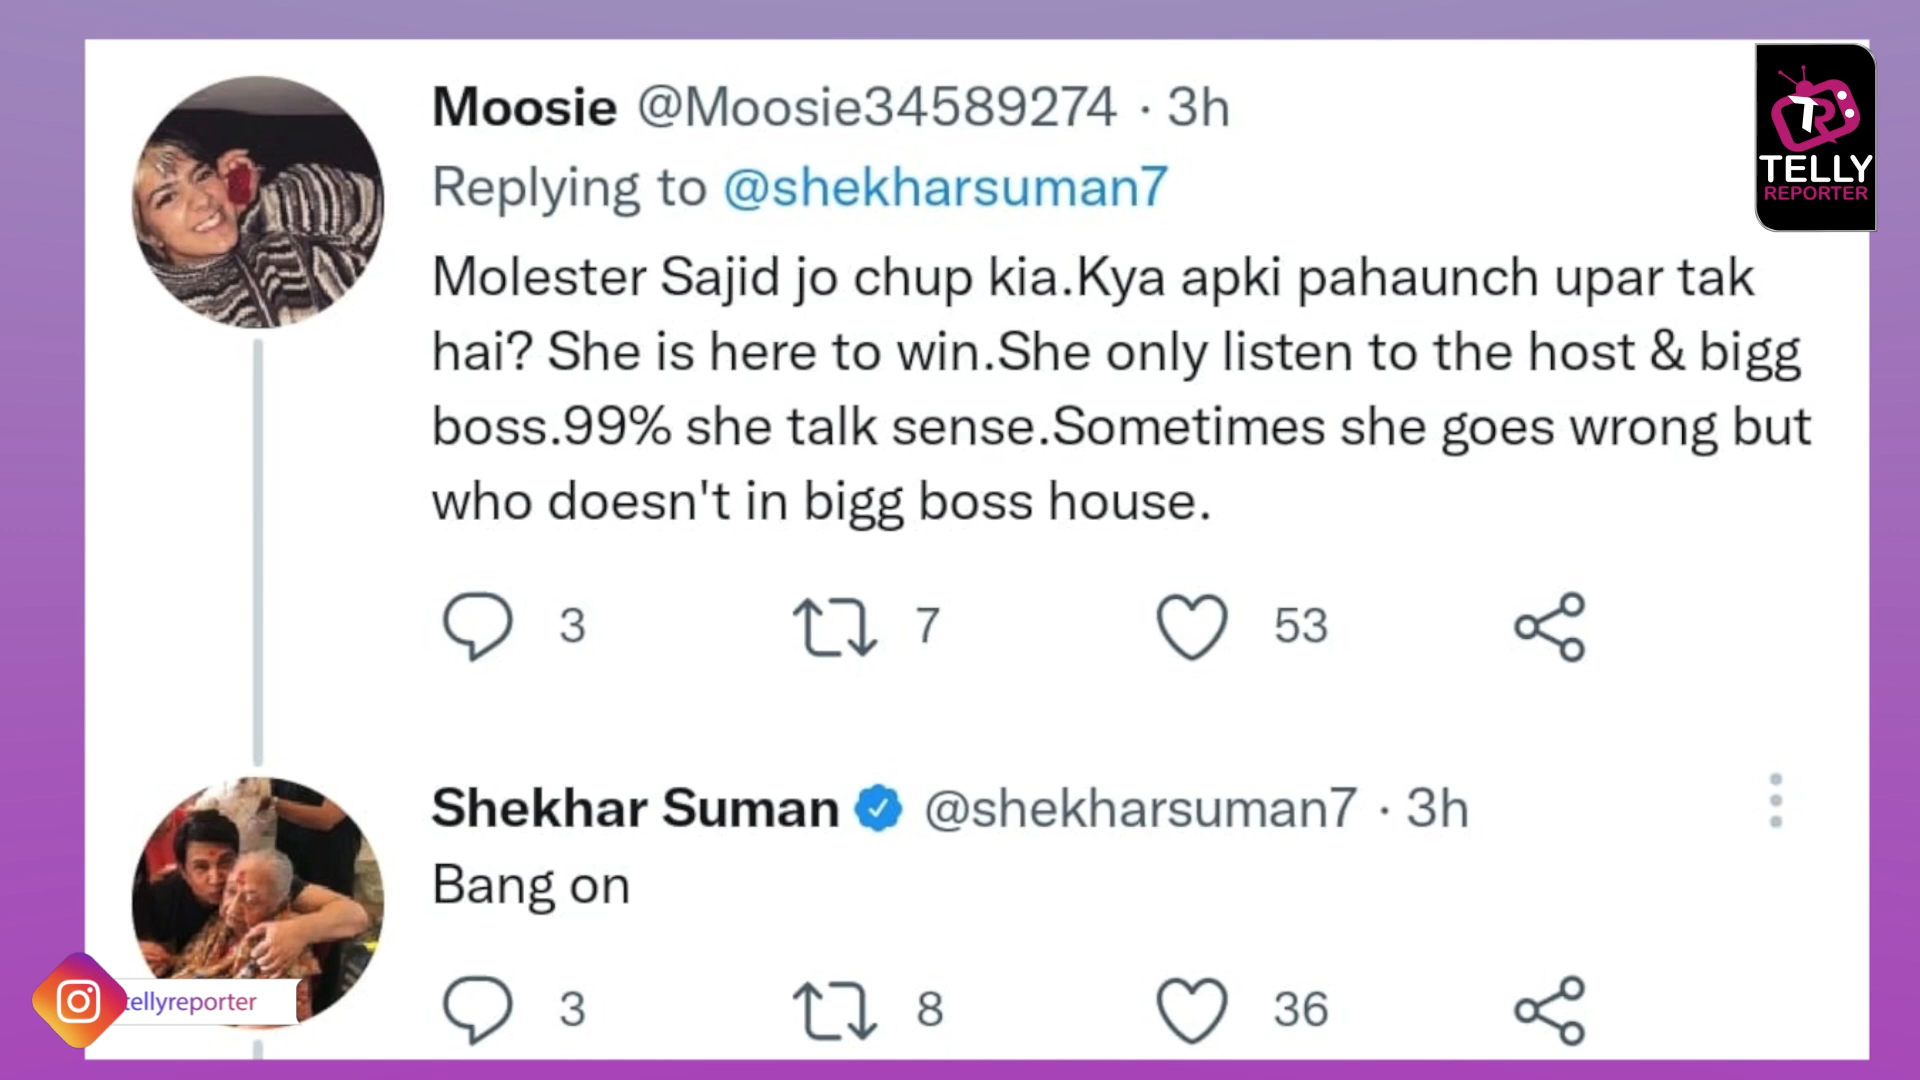 Moosie @Moosie34589274 · 3h
Replying to @shekharsuman7
Molester Sajid jo chup kia.Kya apki pahaunch upar tak
hai? She is here to win.She only listen to the host & bigg
boss.99% she talk sense.Sometimes she goes wrong but
who doesn't in bigg boss house.
3 7 53
Shekhar Suman @shekharsuman7 · 3h
Bang on
3 8 36
TR
TELLY
REPORTER
tellyreporter